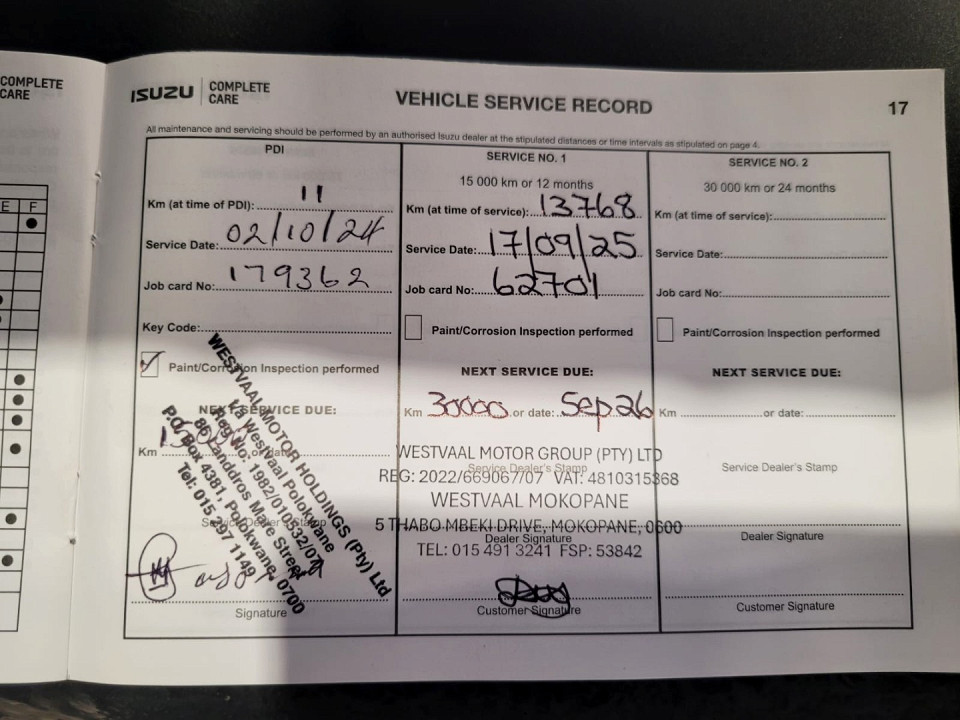 COMPLETE
CARE
E F
ISUZU COMPLETE
CARE
VEHICLE SERVICE RECORD
17
All maintenance and servicing should be performed by an authorised Isuzu dealer at the stipulated distances or time intervals as stipulated on page 4.
PDI
Km (at time of PDI): 11
Service Date: 02/10/24
Job card No: 179362
Key Code:
Paint/Corrosion Inspection performed
NEXT SERVICE DUE:
Km or date:
Service Dealer's Stamp
WESTVAAL MOTOR HOLDINGS (Pty) Ltd
t/a Westvaal Polokwane
Reg No: 1982/010532/07
86 Landdros Mare Street
P.O. Box 4381, Polokwane, 0700
Tel: 015 297 1149
Signature
SERVICE NO. 1
15 000 km or 12 months
Km (at time of service): 13768
Service Date: 17/09/25
Job card No: 62701
Paint/Corrosion Inspection performed
NEXT SERVICE DUE:
Km 30000 or date: Sep 26
WESTVAAL MOTOR GROUP (PTY) LTD
Service Dealer's Stamp
REG: 2022/669067/07 VAT: 4810315868
WESTVAAL MOKOPANE
5 THABO MBEKI DRIVE, MOKOPANE, 0600
Dealer Signature
TEL: 015 491 3241 FSP: 53842
Customer Signature
SERVICE NO. 2
30 000 km or 24 months
Km (at time of service):
Service Date:
Job card No:
Paint/Corrosion Inspection performed
NEXT SERVICE DUE:
Km or date:
Service Dealer's Stamp
Dealer Signature
Customer Signature